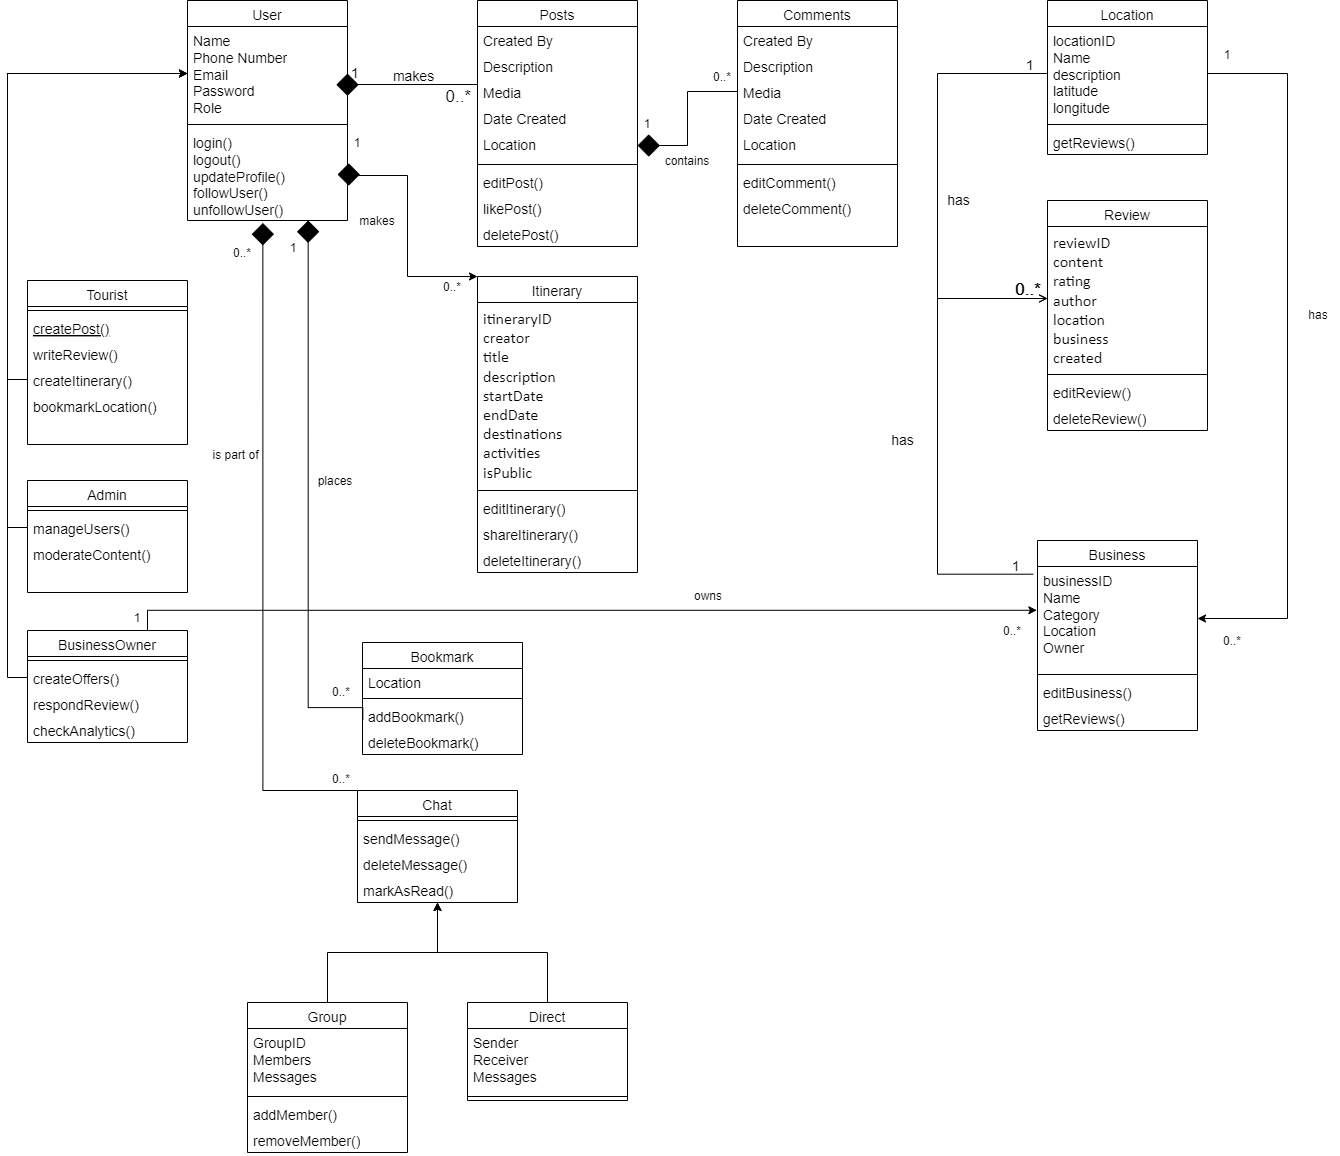 User
Name
Phone Number
Email
Password
Role
login()
logout()
updateProfile()
followUser()
unfollowUser()
1
makes
0..*
1
makes
0..*
0..*
1
Posts
Created By
Description
Media
Date Created
Location
editPost()
likePost()
deletePost()
1
contains
0..*
Comments
Created By
Description
Media
Date Created
Location
editComment()
deleteComment()
Location
locationID
Name
description
latitude
longitude
getReviews()
1
1
has
has
has
Review
reviewID
content
rating
author
location
business
created
editReview()
deleteReview()
0..*
Tourist
createPost()
writeReview()
createItinerary()
bookmarkLocation()
Itinerary
itineraryID
creator
title
description
startDate
endDate
destinations
activities
isPublic
editItinerary()
shareItinerary()
deleteItinerary()
is part of
places
Admin
manageUsers()
moderateContent()
1
owns
0..*
1
0..*
Business
businessID
Name
Category
Location
Owner
editBusiness()
getReviews()
BusinessOwner
createOffers()
respondReview()
checkAnalytics()
0..*
Bookmark
Location
addBookmark()
deleteBookmark()
0..*
Chat
sendMessage()
deleteMessage()
markAsRead()
Group
GroupID
Members
Messages
addMember()
removeMember()
Direct
Sender
Receiver
Messages